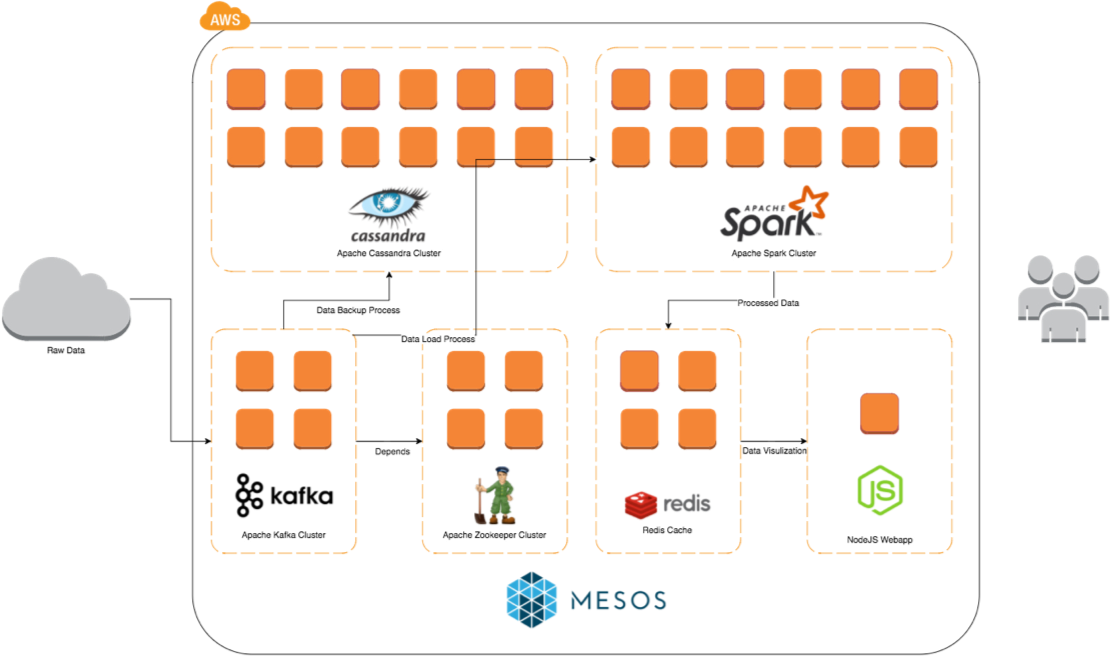 AWS
cassandra
Apache Cassandra Cluster
APACHE
Spark
Apache Spark Cluster
Data Backup Process
Processed Data
Data Load Process
Raw Data
Depends
Data Visulization
kafka
Apache Kafka Cluster
Apache Zookeeper Cluster
redis
Redis Cache
JS
NodeJS Webapp
MESOS